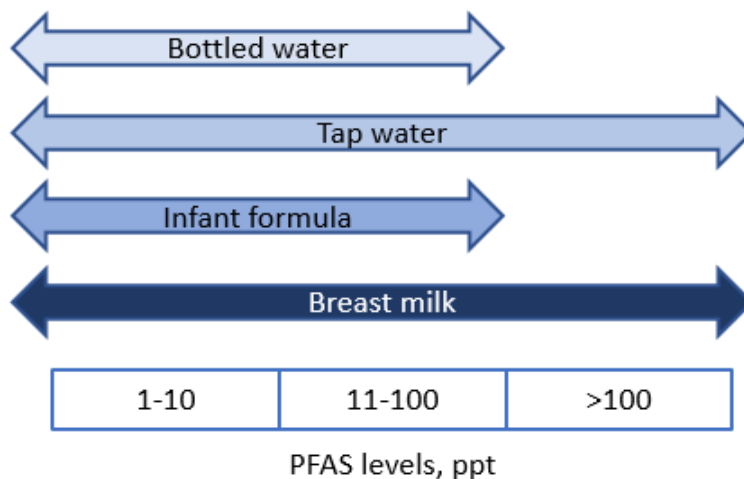 Bottled water
Tap water
Infant formula
Breast milk
1-10 11-100 >100
PFAS levels, ppt